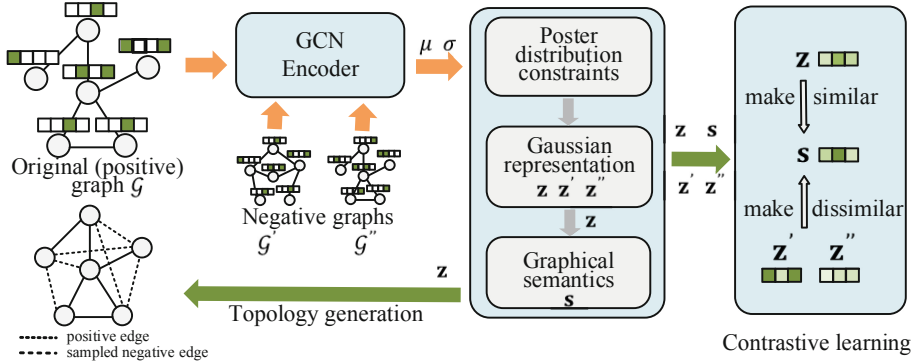 Original (positive)
graph 𝒢
GCN
Encoder
Negative graphs
𝒢' 𝒢"
μ σ
Poster
distribution
constraints
Gaussian
representation
z z' z"
z
Graphical
semantics
s
z s
z' z"
z
make similar
s
make dissimilar
z' z"
Contrastive learning
z
Topology generation
positive edge
sampled negative edge